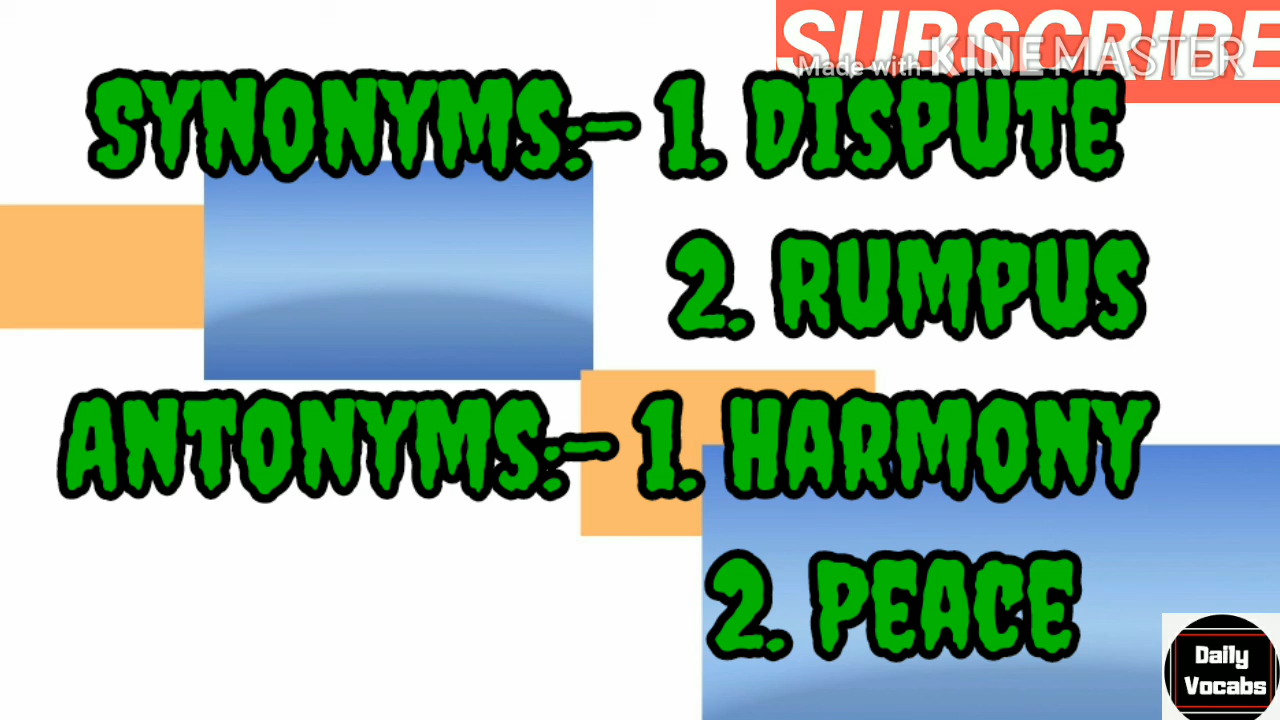 SUBSCRIBE
Made with KINEMASTER
SYNONYMS:- 1. DISPUTE
2. RUMPUS
ANTONYMS:- 1. HARMONY
2. PEACE
Daily
Vocabs